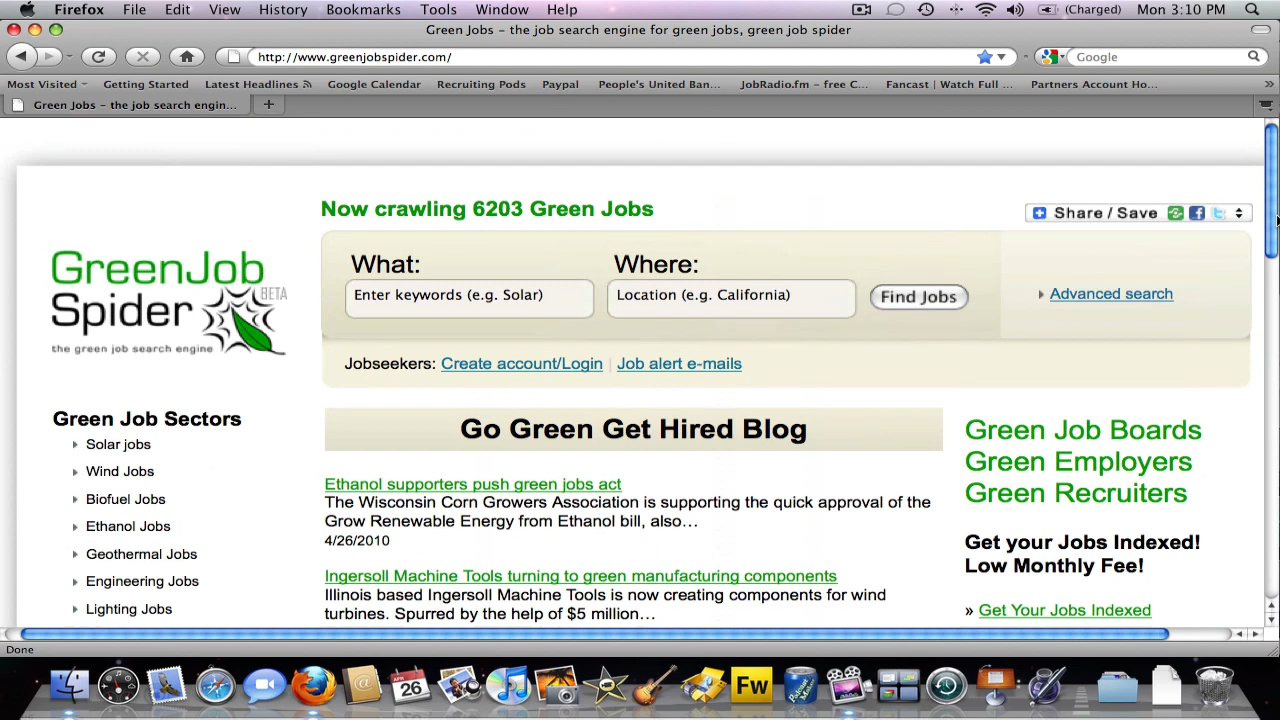 Firefox File Edit View History Bookmarks Tools Window Help (Charged) Mon 3:10 PM
Green Jobs – the job search engine for green jobs, green job spider
http://www.greenjobspider.com/ Google
Most Visited Getting Started Latest Headlines Google Calendar Recruiting Pods Paypal People's United Ban... JobRadio.fm – free C... Fancast | Watch Full ... Partners Account Ho...
Green Jobs – the job search engin...
Now crawling 6203 Green Jobs
Share / Save
GreenJob
Spider BETA
the green job search engine
What: Where:
Enter keywords (e.g. Solar) Location (e.g. California) Find Jobs Advanced search
Jobseekers: Create account/Login | Job alert e-mails
Green Job Sectors
Solar jobs
Wind Jobs
Biofuel Jobs
Ethanol Jobs
Geothermal Jobs
Engineering Jobs
Lighting Jobs
Go Green Get Hired Blog
Ethanol supporters push green jobs act
The Wisconsin Corn Growers Association is supporting the quick approval of the
Grow Renewable Energy from Ethanol bill, also…
4/26/2010
Ingersoll Machine Tools turning to green manufacturing components
Illinois based Ingersoll Machine Tools is now creating components for wind
turbines. Spurred by the help of $5 million…
Green Job Boards
Green Employers
Green Recruiters
Get your Jobs Indexed!
Low Monthly Fee!
» Get Your Jobs Indexed
Done
APR
26
Fw